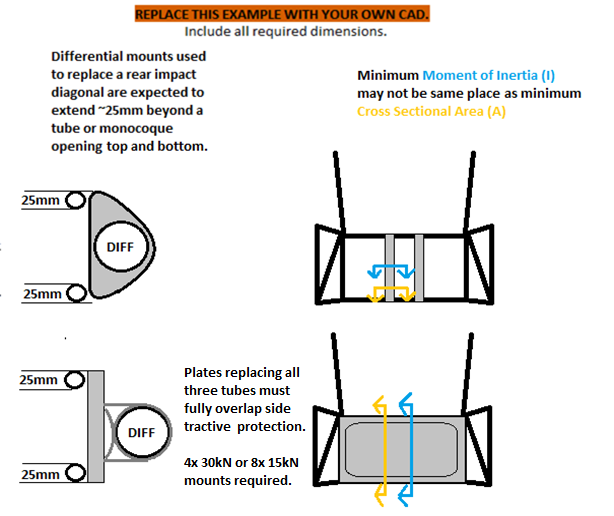 REPLACE THIS EXAMPLE WITH YOUR OWN CAD.
Include all required dimensions.
Differential mounts used
to replace a rear impact
diagonal are expected to
extend ~25mm beyond a
tube or monocoque
opening top and bottom.
Minimum Moment of Inertia (I)
may not be same place as minimum
Cross Sectional Area (A)
25mm
DIFF
25mm
25mm
DIFF
25mm
Plates replacing all
three tubes must
fully overlap side
tractive protection.
4x 30kN or 8x 15kN
mounts required.